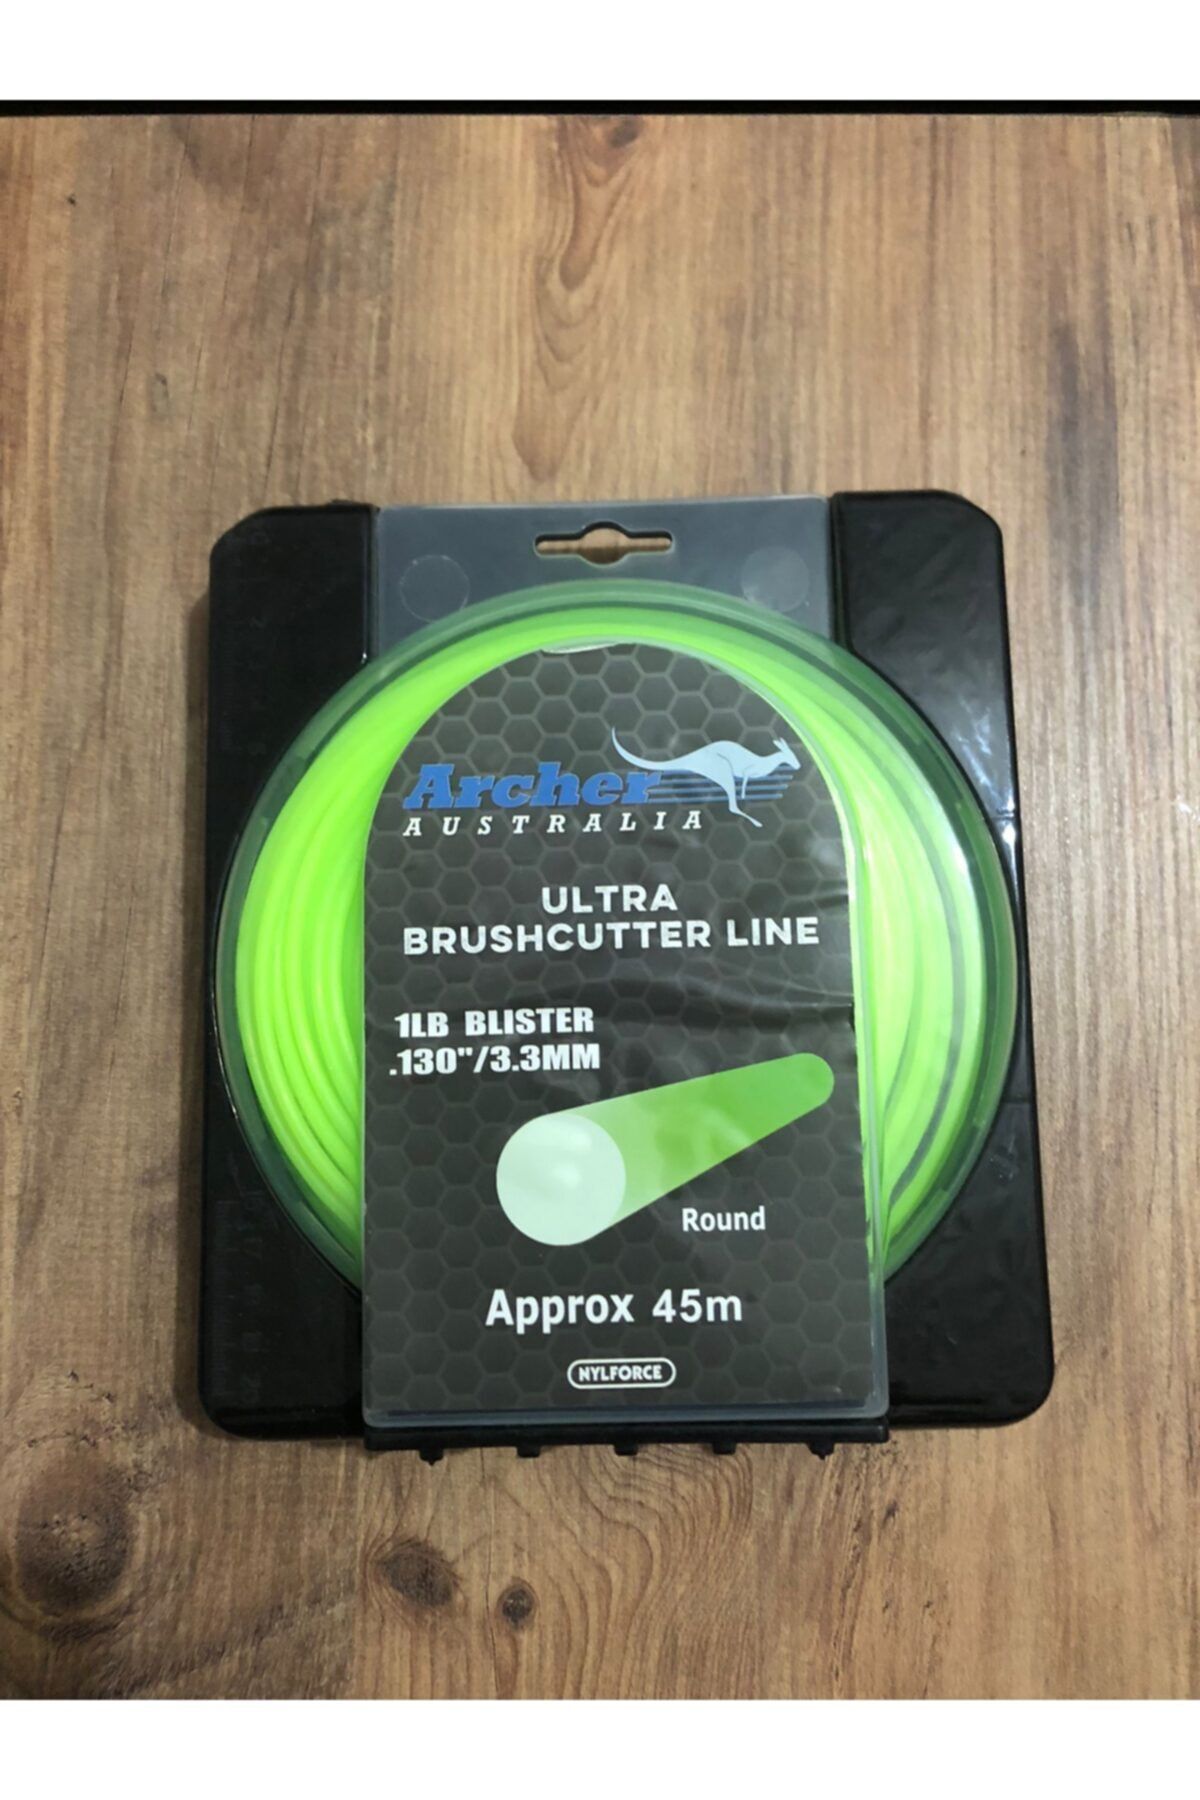 Archer
AUSTRALIA
ULTRA
BRUSHCUTTER LINE
1LB BLISTER
.130"/3.3MM
Round
Approx 45m
NYLFORCE